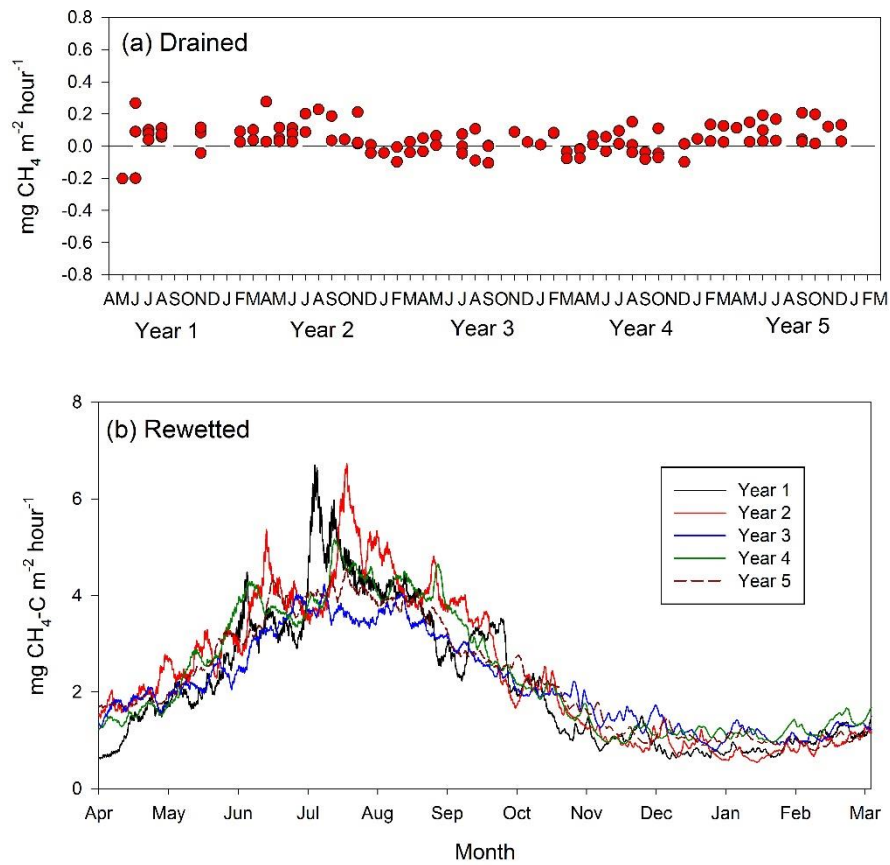 (a) Drained
mg CH₄ m⁻² hour⁻¹
0.8
0.6
0.4
0.2
0.0
-0.2
-0.4
-0.6
-0.8
AMJ J ASOND J FMAMJ J ASOND J FMAMJ J ASOND J FMAMJ J ASOND J FMAMJ J ASOND J FM
Year 1 Year 2 Year 3 Year 4 Year 5
(b) Rewetted
mg CH₄-C m⁻² hour⁻¹
8
6
4
2
0
Year 1
Year 2
Year 3
Year 4
Year 5
Apr May Jun Jul Aug Sep Oct Nov Dec Jan Feb Mar
Month